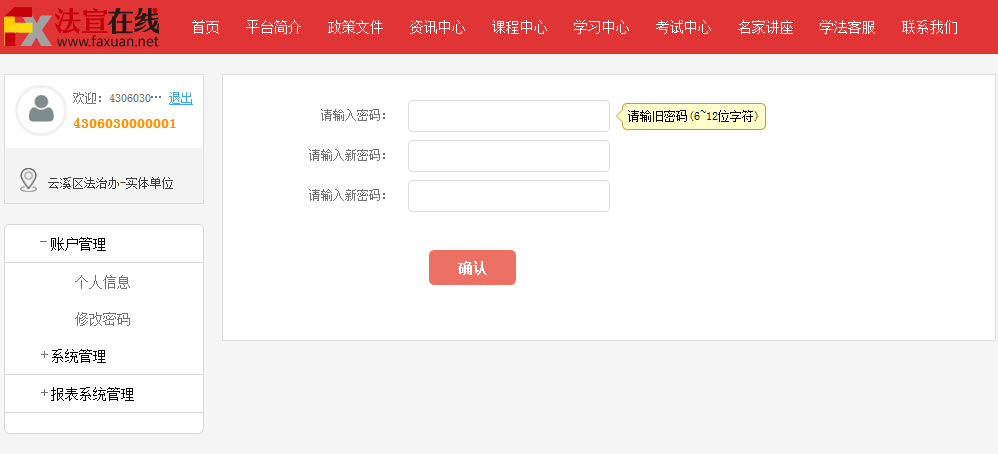 法宣在线
www.faxuan.net
首页 平台简介 政策文件 资讯中心 课程中心 学习中心 考试中心 名家讲座 学法客服 联系我们
欢迎：4306030… 退出
4306030000001
云溪区法治办-实体单位
-账户管理
个人信息
修改密码
+系统管理
+报表系统管理
请输入密码：
请输旧密码(6~12位字符)
请输入新密码：
请输入新密码：
确认